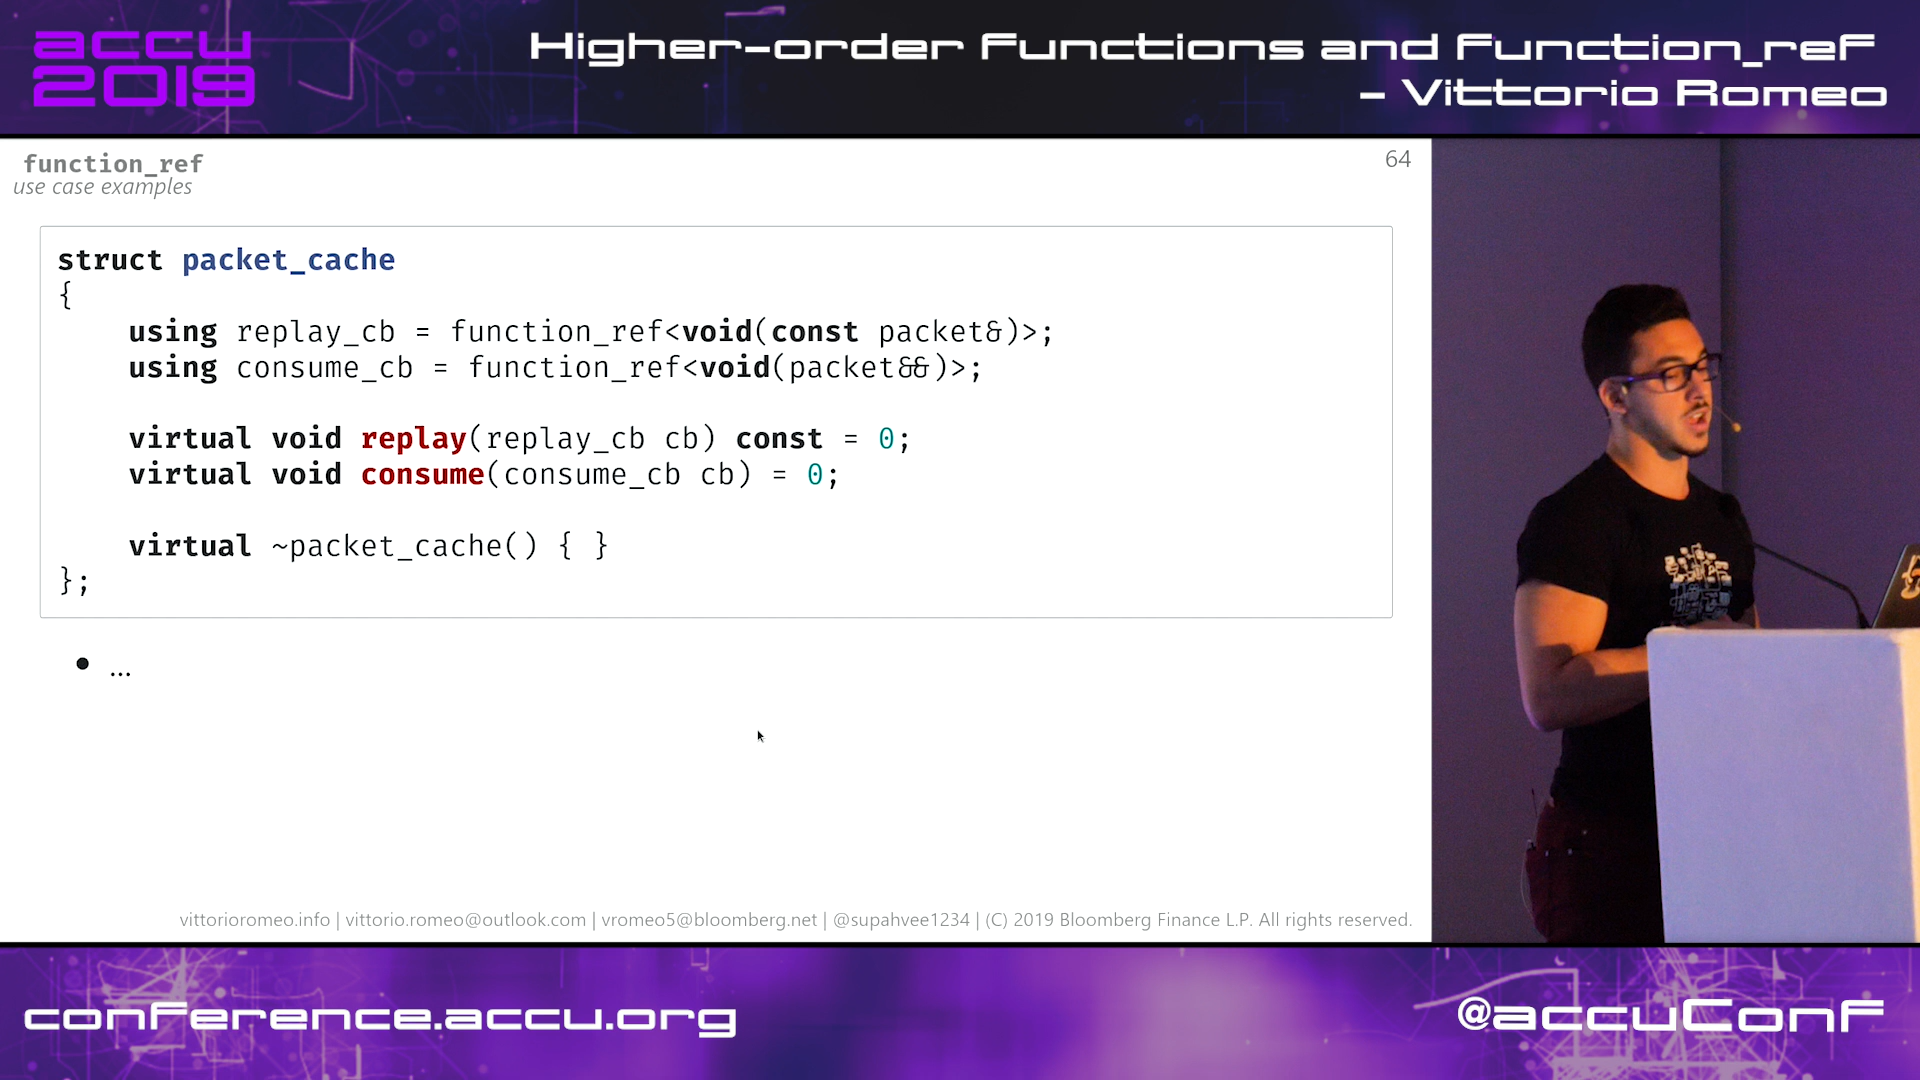 accu
2019
Higher-order Functions and function_ref
- Vittorio Romeo
function_ref
use case examples
64
struct packet_cache
{
using replay_cb = function_ref<void(const packet&)>;
using consume_cb = function_ref<void(packet&&)>;
virtual void replay(replay_cb cb) const = 0;
virtual void consume(consume_cb cb) = 0;
virtual ~packet_cache() { }
};
• ...
vittorioromeo.info | vittorio.romeo@outlook.com | vromeo5@bloomberg.net | @supahvee1234 | (C) 2019 Bloomberg Finance L.P. All rights reserved.
conference.accu.org
@accuConf